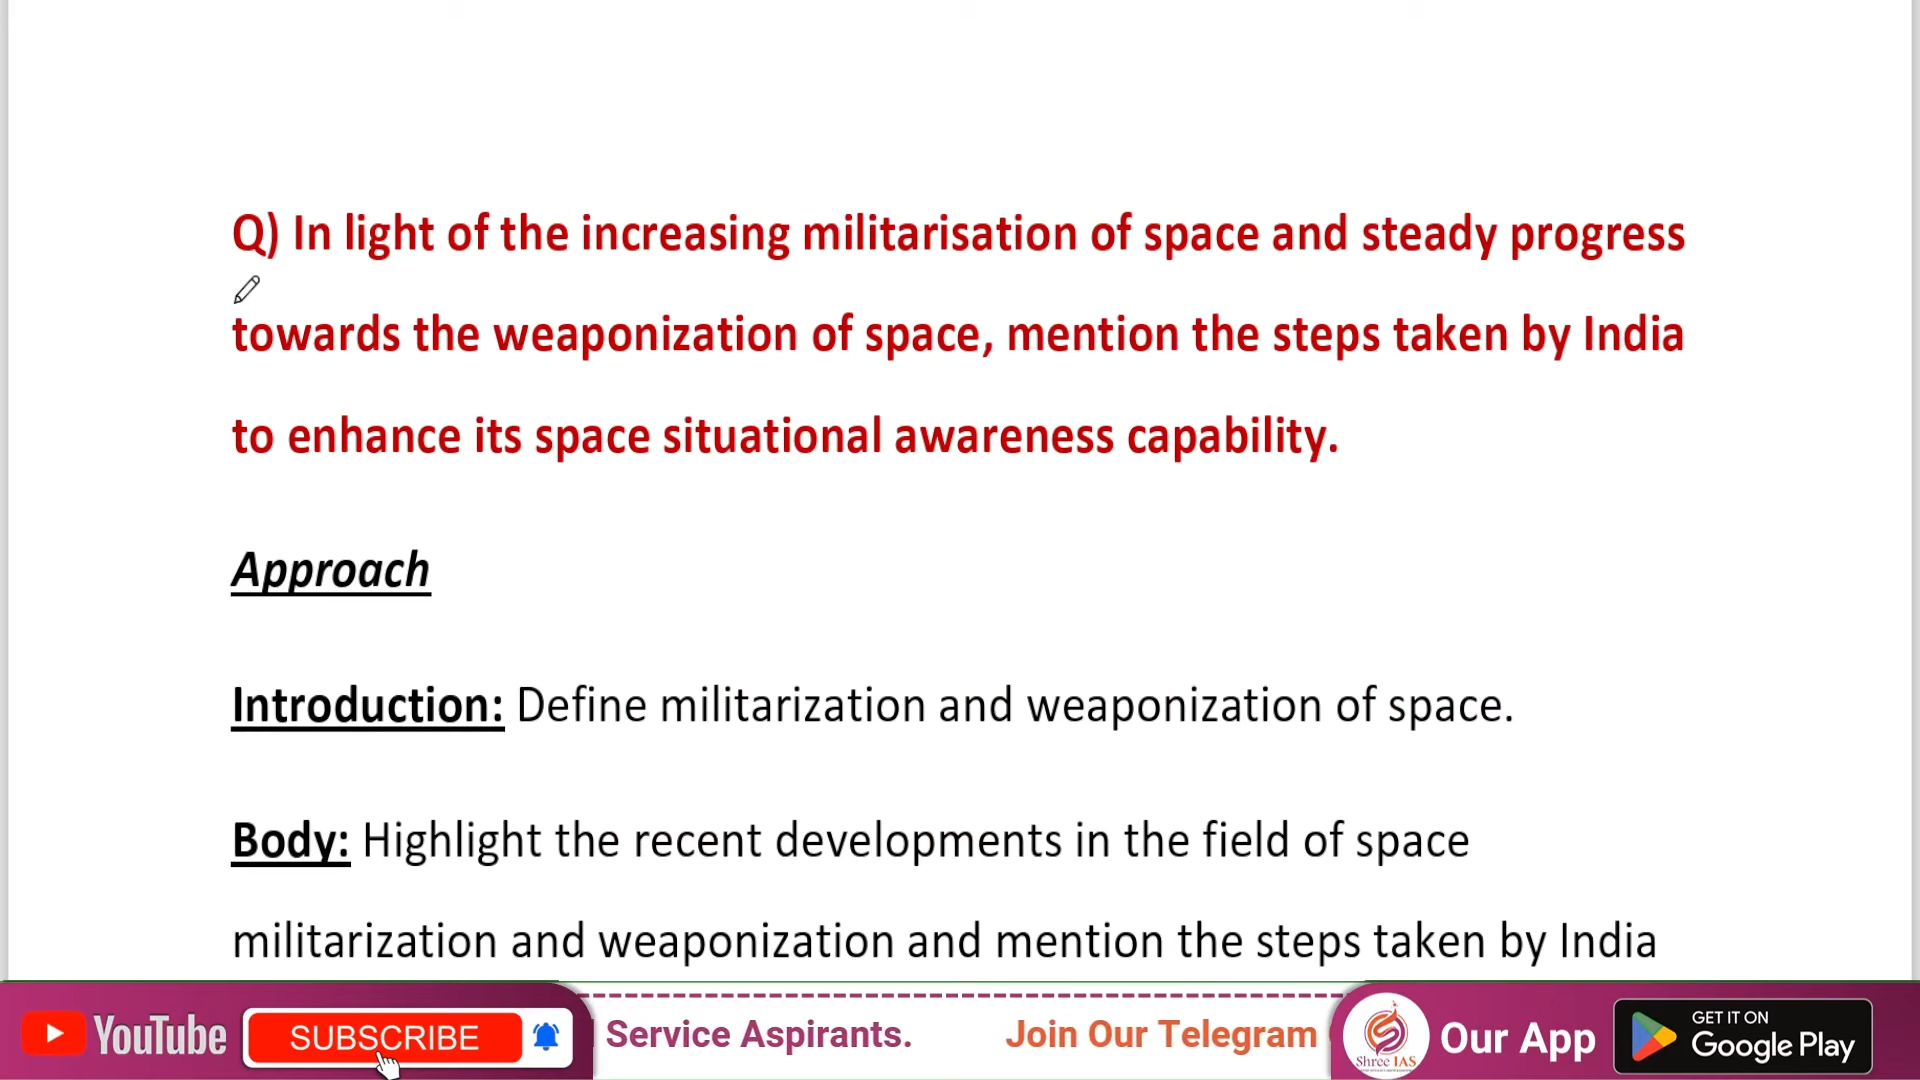 Q) In light of the increasing militarisation of space and steady progress
towards the weaponization of space, mention the steps taken by India
to enhance its space situational awareness capability.
Approach
Introduction: Define militarization and weaponization of space.
Body: Highlight the recent developments in the field of space
militarization and weaponization and mention the steps taken by India
YouTube
SUBSCRIBE
Service Aspirants.
Join Our Telegram
Shree IAS
Our App
GET IT ON
Google Play